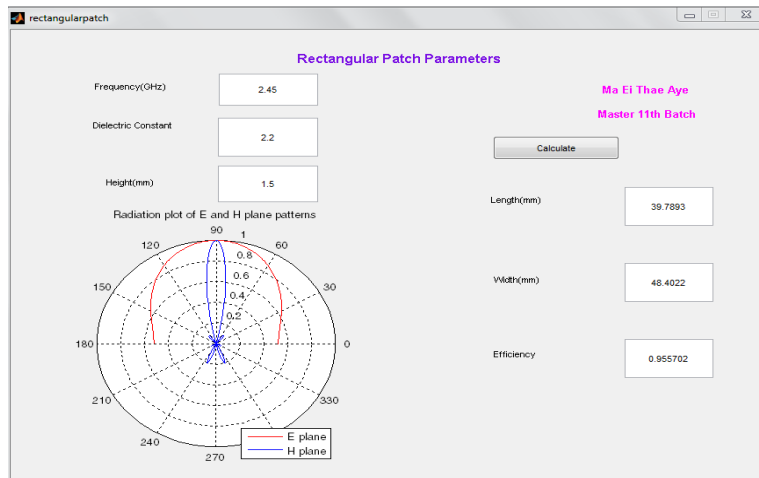 rectangularpatch
Rectangular Patch Parameters
Frequency(GHz)
2.45
Ma Ei Thae Aye
Master 11th Batch
Dielectric Constant
2.2
Calculate
Height(mm)
1.5
Length(mm)
39.7893
Radiation plot of E and H plane patterns
90
1
120
60
0.8
0.6
150
30
0.4
0.2
180
0
210
330
240
270
E plane
H plane
Width(mm)
48.4022
Efficiency
0.955702